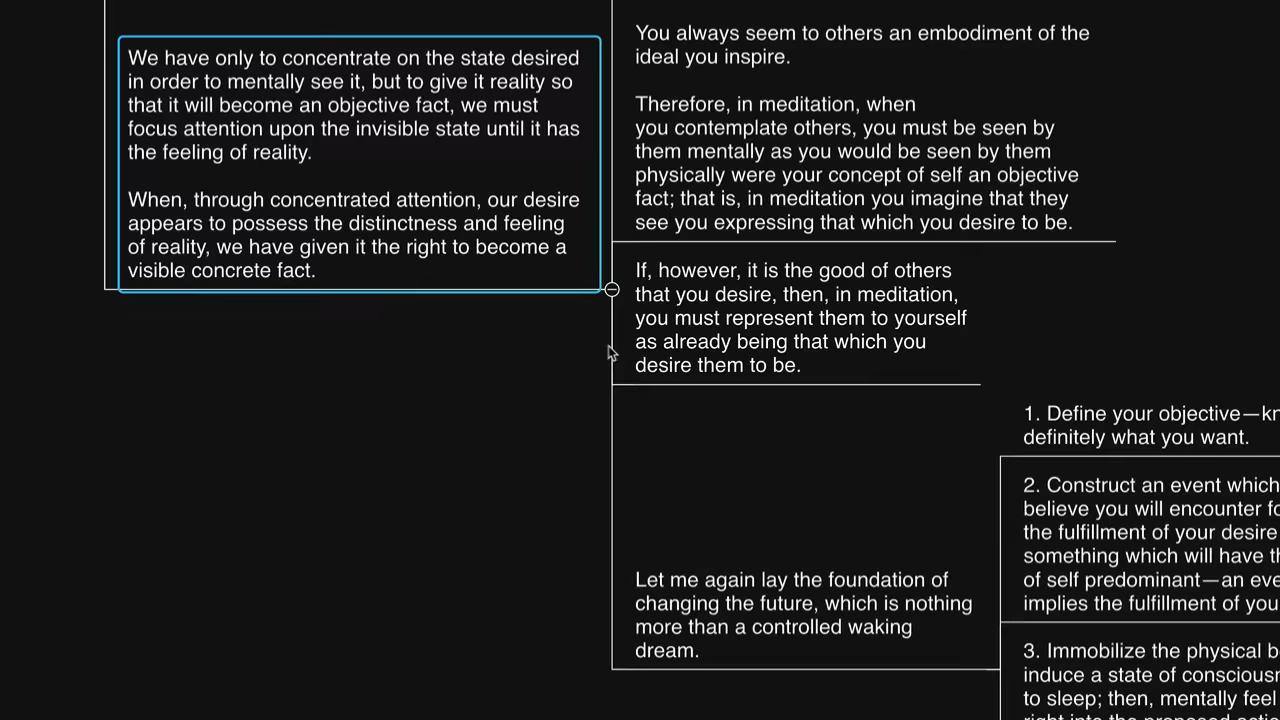 We have only to concentrate on the state desired
in order to mentally see it, but to give it reality so
that it will become an objective fact, we must
focus attention upon the invisible state until it has
the feeling of reality.
When, through concentrated attention, our desire
appears to possess the distinctness and feeling
of reality, we have given it the right to become a
visible concrete fact.
You always seem to others an embodiment of the
ideal you inspire.
Therefore, in meditation, when
you contemplate others, you must be seen by
them mentally as you would be seen by them
physically were your concept of self an objective
fact; that is, in meditation you imagine that they
see you expressing that which you desire to be.
If, however, it is the good of others
that you desire, then, in meditation,
you must represent them to yourself
as already being that which you
desire them to be.
Let me again lay the foundation of
changing the future, which is nothing
more than a controlled waking
dream.
1. Define your objective—kn
definitely what you want.
2. Construct an event which
believe you will encounter fo
the fulfillment of your desire
something which will have th
of self predominant—an eve
implies the fulfillment of you
3. Immobilize the physical b
induce a state of consciousn
to sleep; then, mentally feel